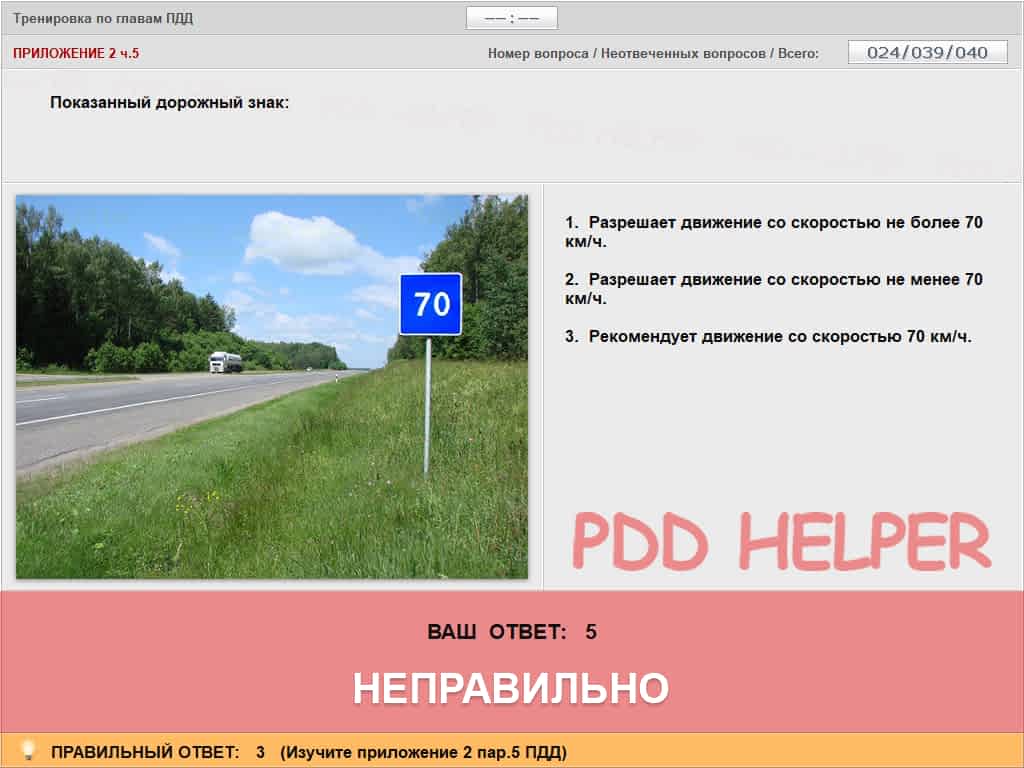 Тренировка по главам ПДД
—— : ——
ПРИЛОЖЕНИЕ 2 ч.5
Номер вопроса / Неотвеченных вопросов / Всего:
024/039/040
Показанный дорожный знак:
70
1. Разрешает движение со скоростью не более 70
км/ч.
2. Разрешает движение со скоростью не менее 70
км/ч.
3. Рекомендует движение со скоростью 70 км/ч.
PDD HELPER
ВАШ ОТВЕТ: 5
НЕПРАВИЛЬНО
ПРАВИЛЬНЫЙ ОТВЕТ: 3 (Изучите приложение 2 пар.5 ПДД)